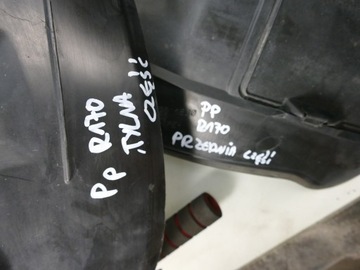 PP R170
TYLNA
CZĘŚĆ
PP
R170
PRZEDNIA CZĘŚĆ